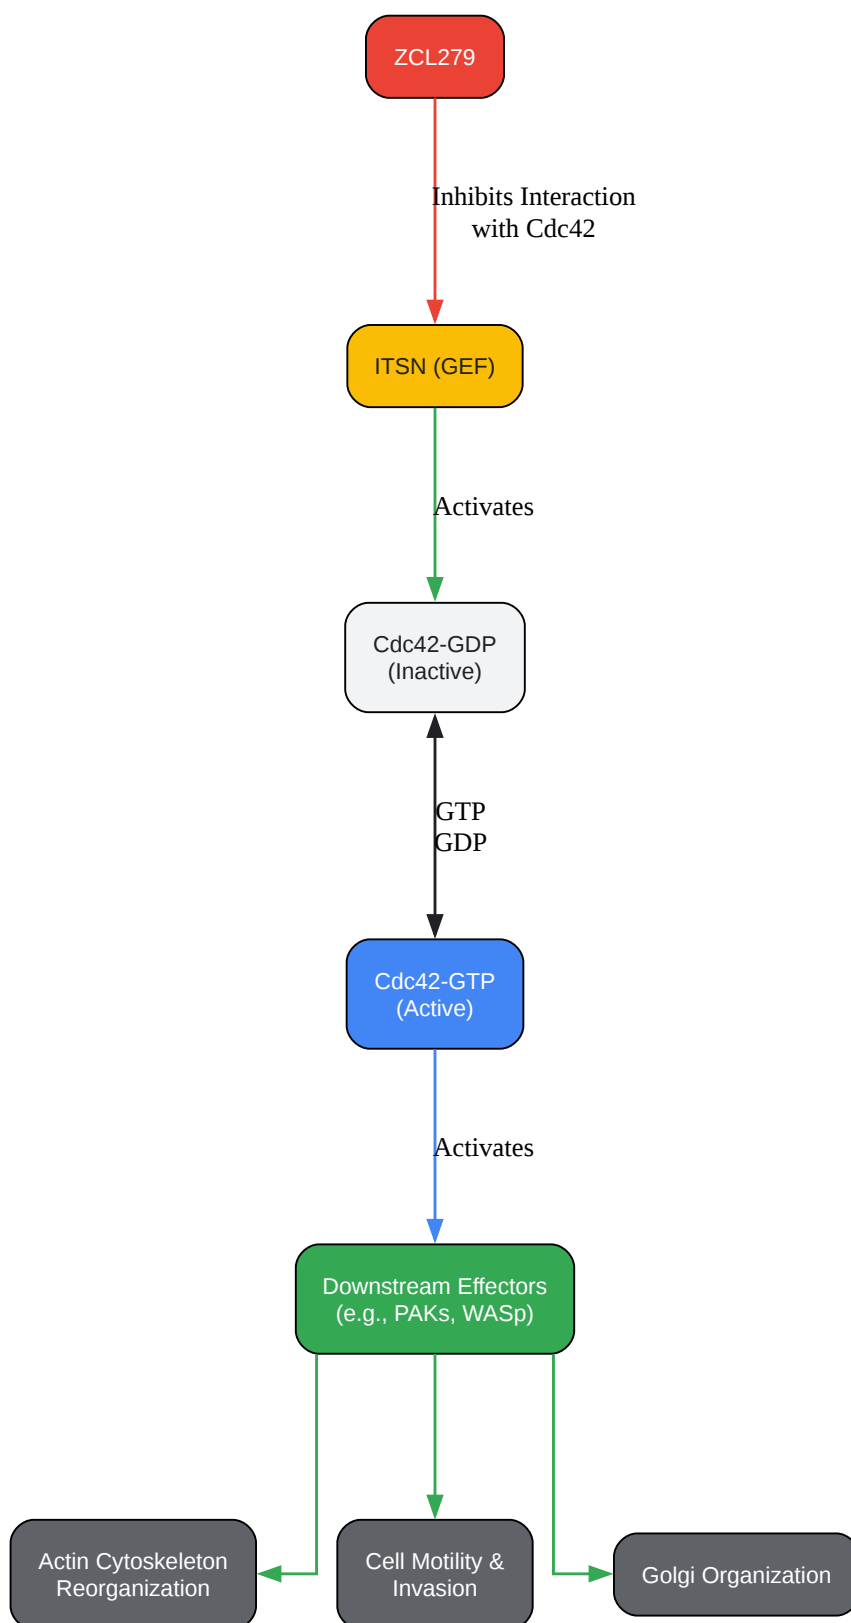 ZCL279
Inhibits Interaction
with Cdc42
ITSN (GEF)
Activates
Cdc42-GDP
(Inactive)
GTP
GDP
Cdc42-GTP
(Active)
Activates
Downstream Effectors
(e.g., PAKs, WASp)
Actin Cytoskeleton
Reorganization
Cell Motility &
Invasion
Golgi Organization